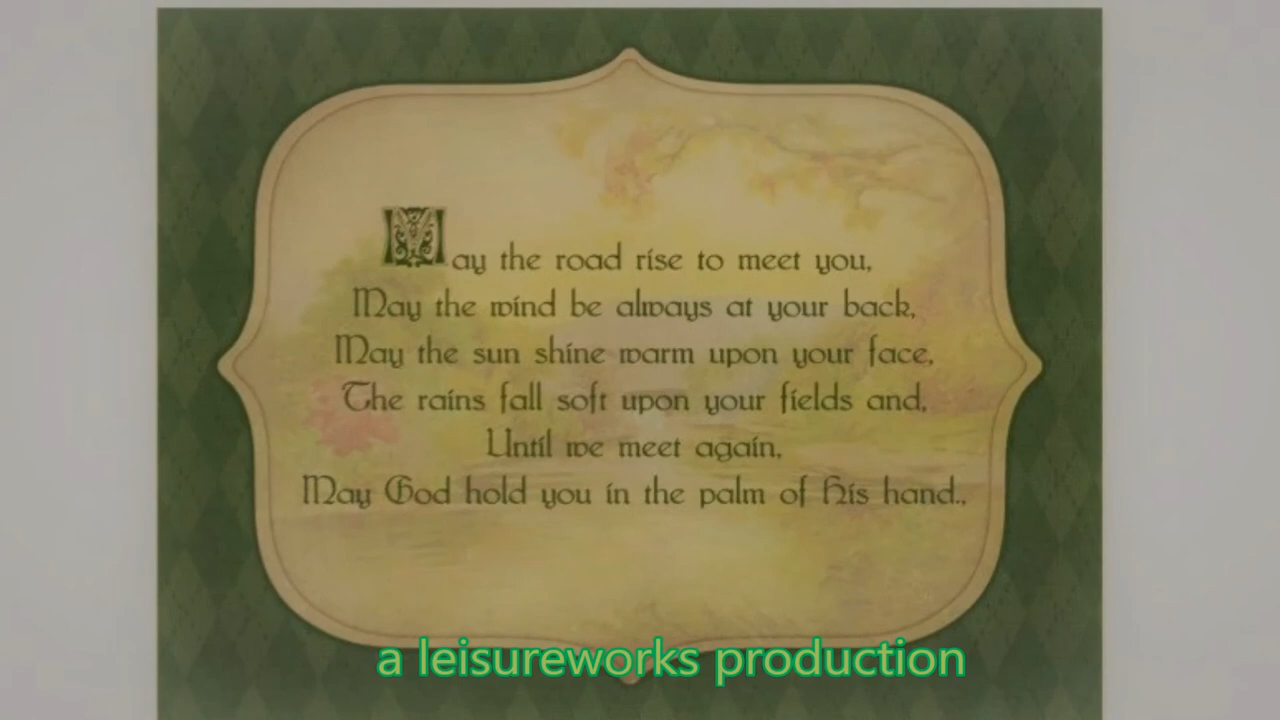 May the road rise to meet you,
May the wind be always at your back,
May the sun shine warm upon your face,
The rains fall soft upon your fields and,
Until we meet again,
May God hold you in the palm of His hand.,
a leisureworks production